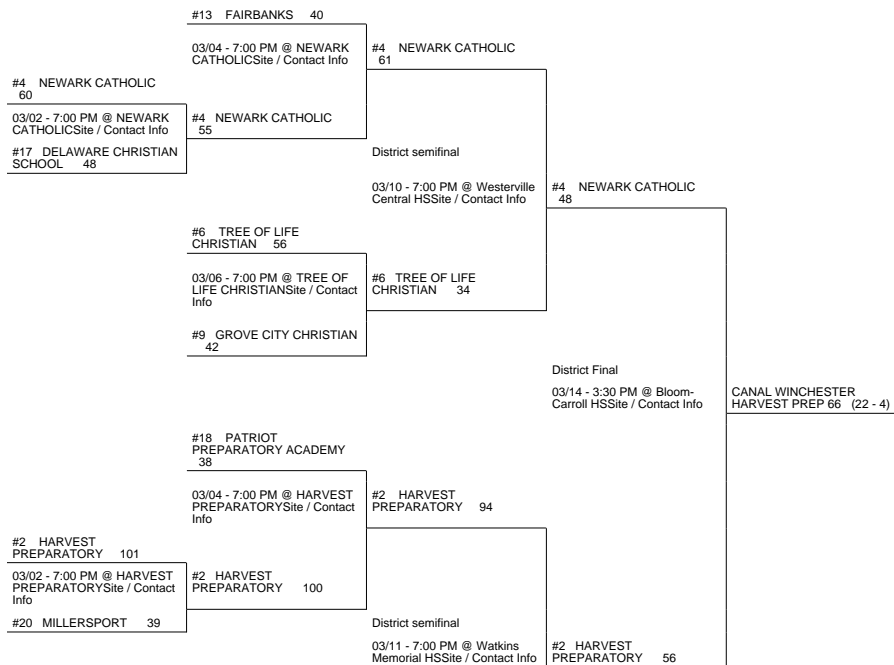 #13 FAIRBANKS 40
03/04 - 7:00 PM @ NEWARK
CATHOLICSite / Contact Info
#4 NEWARK CATHOLIC
61
#4 NEWARK CATHOLIC
60
03/02 - 7:00 PM @ NEWARK
CATHOLICSite / Contact Info
#4 NEWARK CATHOLIC
55
#17 DELAWARE CHRISTIAN
SCHOOL 48
District semifinal
03/10 - 7:00 PM @ Westerville
Central HSSite / Contact Info
#4 NEWARK CATHOLIC
48
#6 TREE OF LIFE
CHRISTIAN 56
03/06 - 7:00 PM @ TREE OF
LIFE CHRISTIANSite / Contact
Info
#6 TREE OF LIFE
CHRISTIAN 34
#9 GROVE CITY CHRISTIAN
42
District Final
03/14 - 3:30 PM @ Bloom-
Carroll HSSite / Contact Info
CANAL WINCHESTER
HARVEST PREP 66 (22 - 4)
#18 PATRIOT
PREPARATORY ACADEMY
38
03/04 - 7:00 PM @ HARVEST
PREPARATORYSite / Contact
Info
#2 HARVEST
PREPARATORY 94
#2 HARVEST
PREPARATORY 101
03/02 - 7:00 PM @ HARVEST
PREPARATORYSite / Contact
Info
#2 HARVEST
PREPARATORY 100
#20 MILLERSPORT 39
District semifinal
03/11 - 7:00 PM @ Watkins
Memorial HSSite / Contact Info
#2 HARVEST
PREPARATORY 56